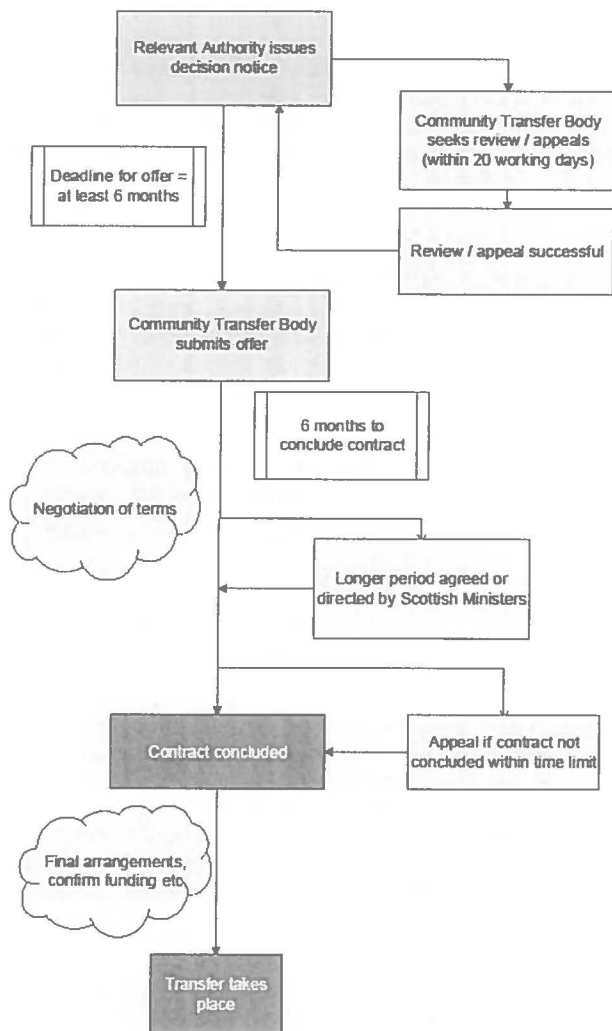 Relevant Authority issues
decision notice
Community Transfer Body
seeks review / appeals
(within 20 working days)
Deadline for offer =
at least 6 months
Review / appeal successful
Community Transfer Body
submits offer
6 months to
conclude contract
Negotiation of terms
Longer period agreed or
directed by Scottish Ministers
Contract concluded
Appeal if contract not
concluded within time limit
Final arrangements,
confirm funding etc
Transfer takes
place